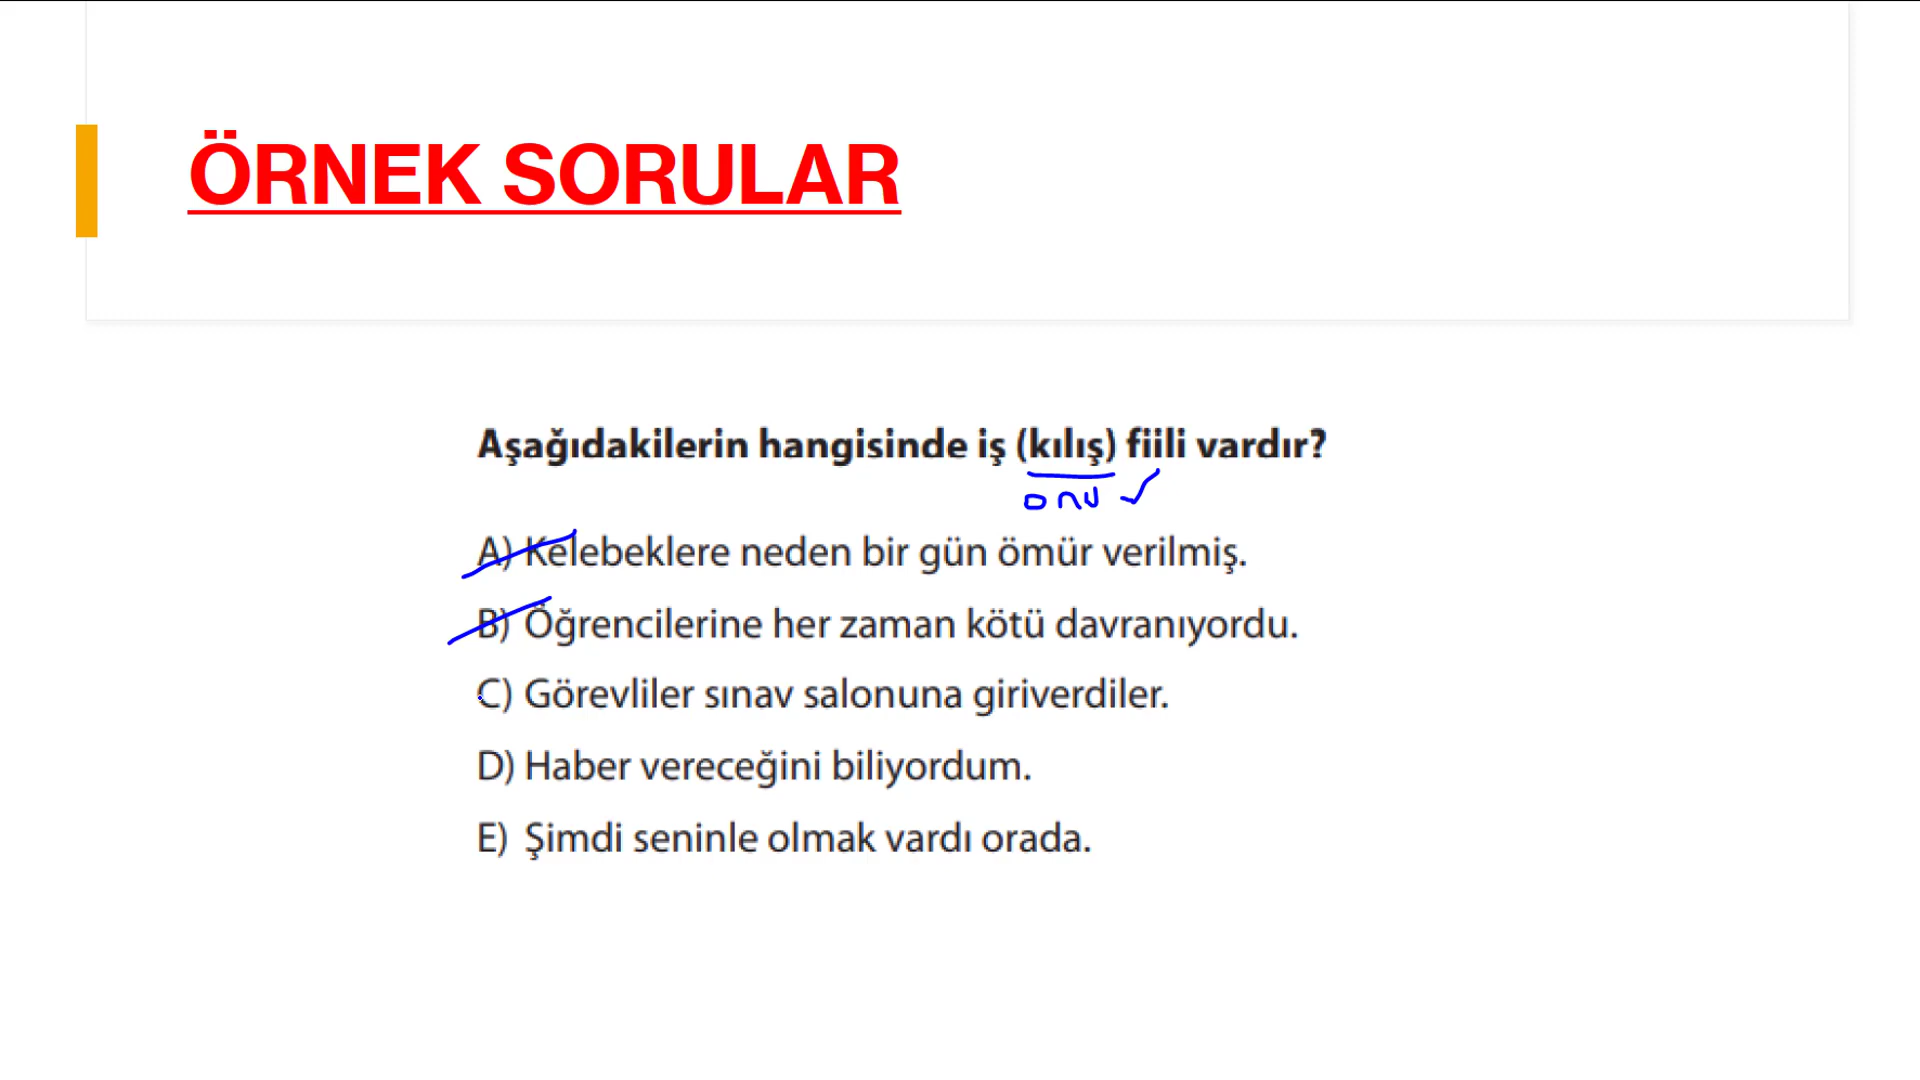 ÖRNEK SORULAR
Aşağıdakilerin hangisinde iş (kılış) fiili vardır?
onu
A) Kelebeklere neden bir gün ömür verilmiş.
B) Öğrencilerine her zaman kötü davranıyordu.
C) Görevliler sınav salonuna giriverdiler.
D) Haber vereceğini biliyordum.
E) Şimdi seninle olmak vardı orada.